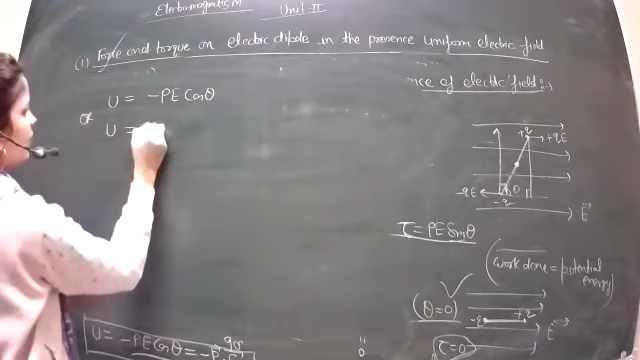 Electromagnetism Unit II
(1) Force and torque on electric dipole in the presence uniform electric field
nce of electric field:-
U = -PE Cosθ
or
U =
+q
+qE
-qE
θ
-q
E⃗
τ = PE Sinθ
(Work done = potential energy)
(θ=0)
-q +q
E⃗
τ=0
U = -PE Cosθ = -P⃗.E⃗